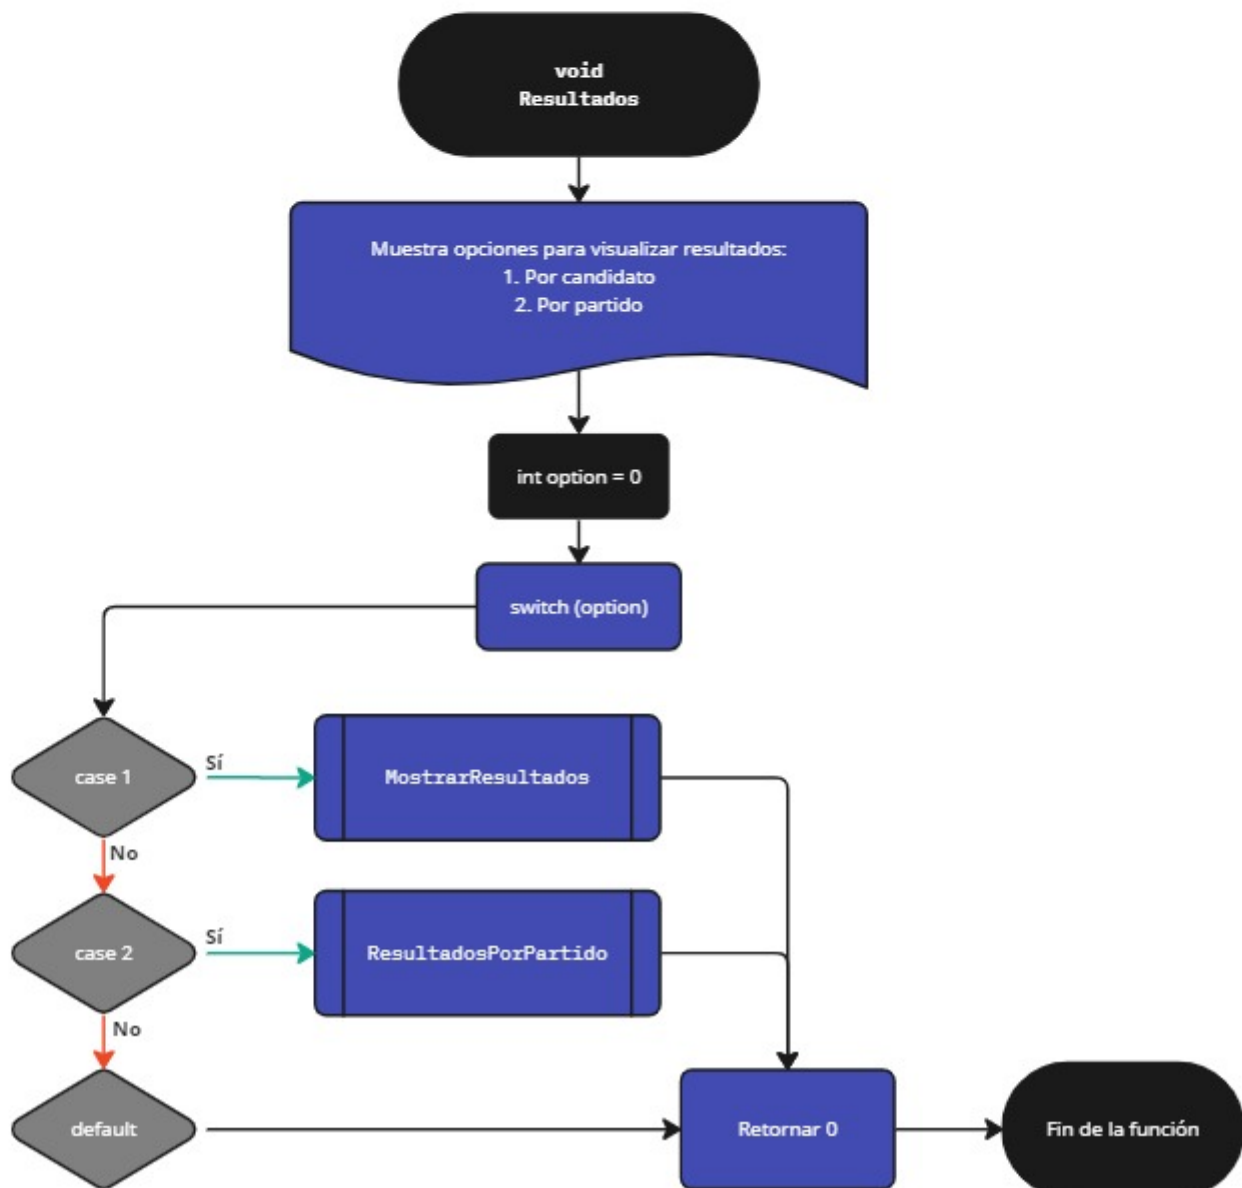 void
Resultados
Muestra opciones para visualizar resultados:
1. Por candidato
2. Por partido
int option = 0
switch (option)
case 1
Sí
MostrarResultados
No
case 2
Sí
ResultadosPorPartido
No
default
Retornar 0
Fin de la función